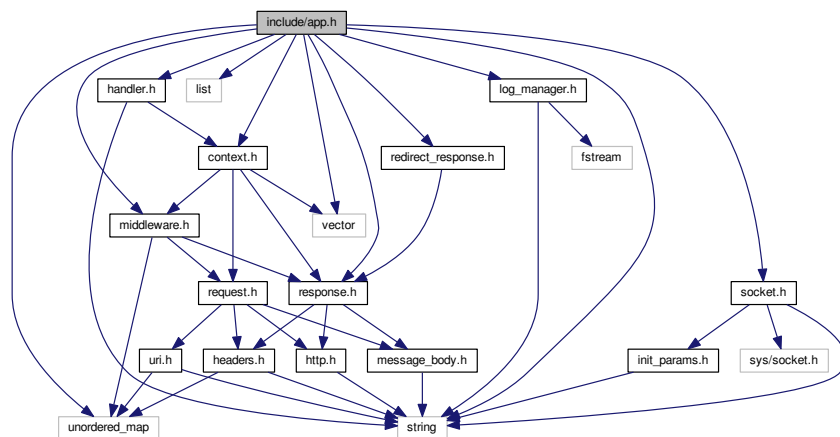 include/app.h
handler.h
list
log_manager.h
context.h
redirect_response.h
fstream
middleware.h
vector
request.h
response.h
socket.h
uri.h
headers.h
http.h
message_body.h
init_params.h
sys/socket.h
unordered_map
string